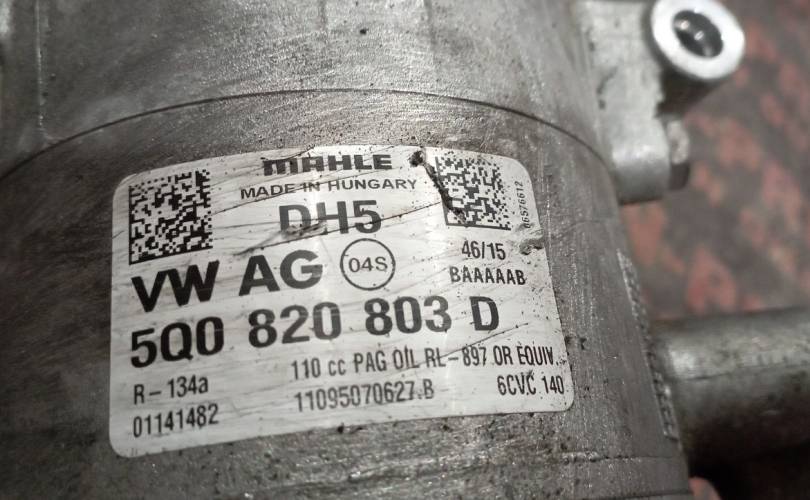 MAHLE
MADE IN HUNGARY
DH5
66576612
46/15
VW AG 04S
BAAAAAB
5Q0 820 803 D
110 cc PAG OIL RL-897 OR EQUIV.
R-134a
11095070627.B
6CVC 140
01141482